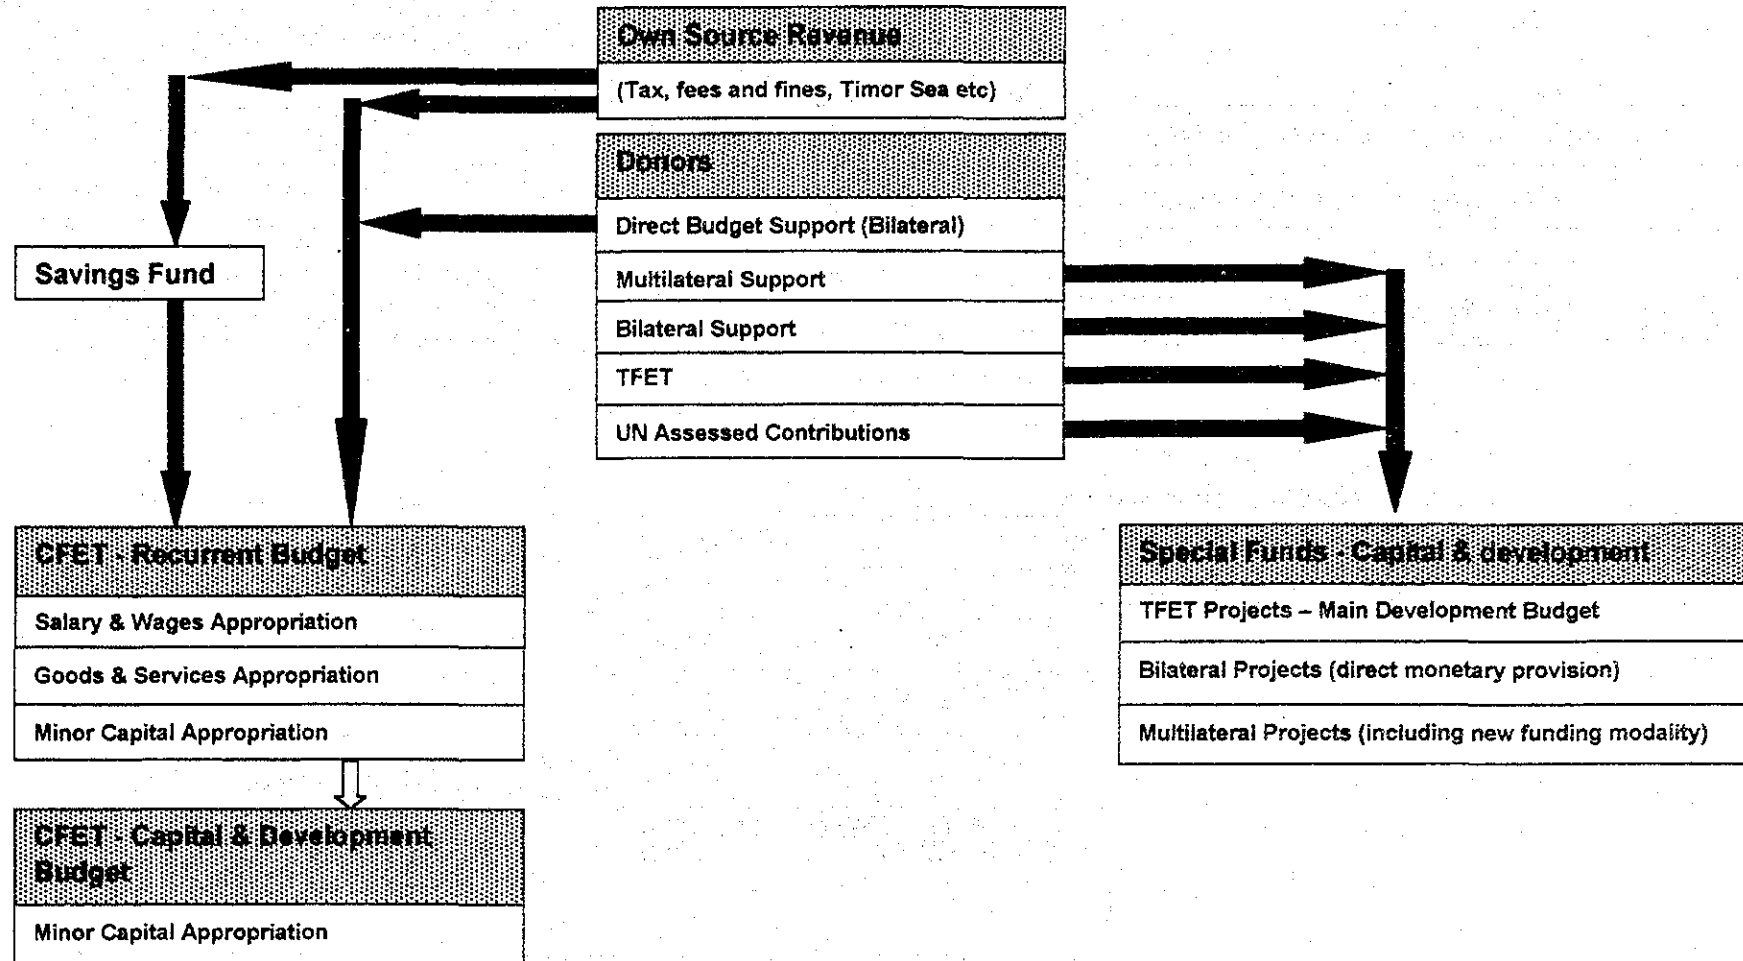 Own Source Revenue
(Tax, fees and fines, Timor Sea etc)
Donors
Direct Budget Support (Bilateral)
Multilateral Support
Bilateral Support
TFET
UN Assessed Contributions
Savings Fund
CFET - Recurrent Budget
Salary & Wages Appropriation
Goods & Services Appropriation
Minor Capital Appropriation
CFET - Capital & Development
Budget
Minor Capital Appropriation
Special Funds - Capital & development
TFET Projects – Main Development Budget
Bilateral Projects (direct monetary provision)
Multilateral Projects (including new funding modality)